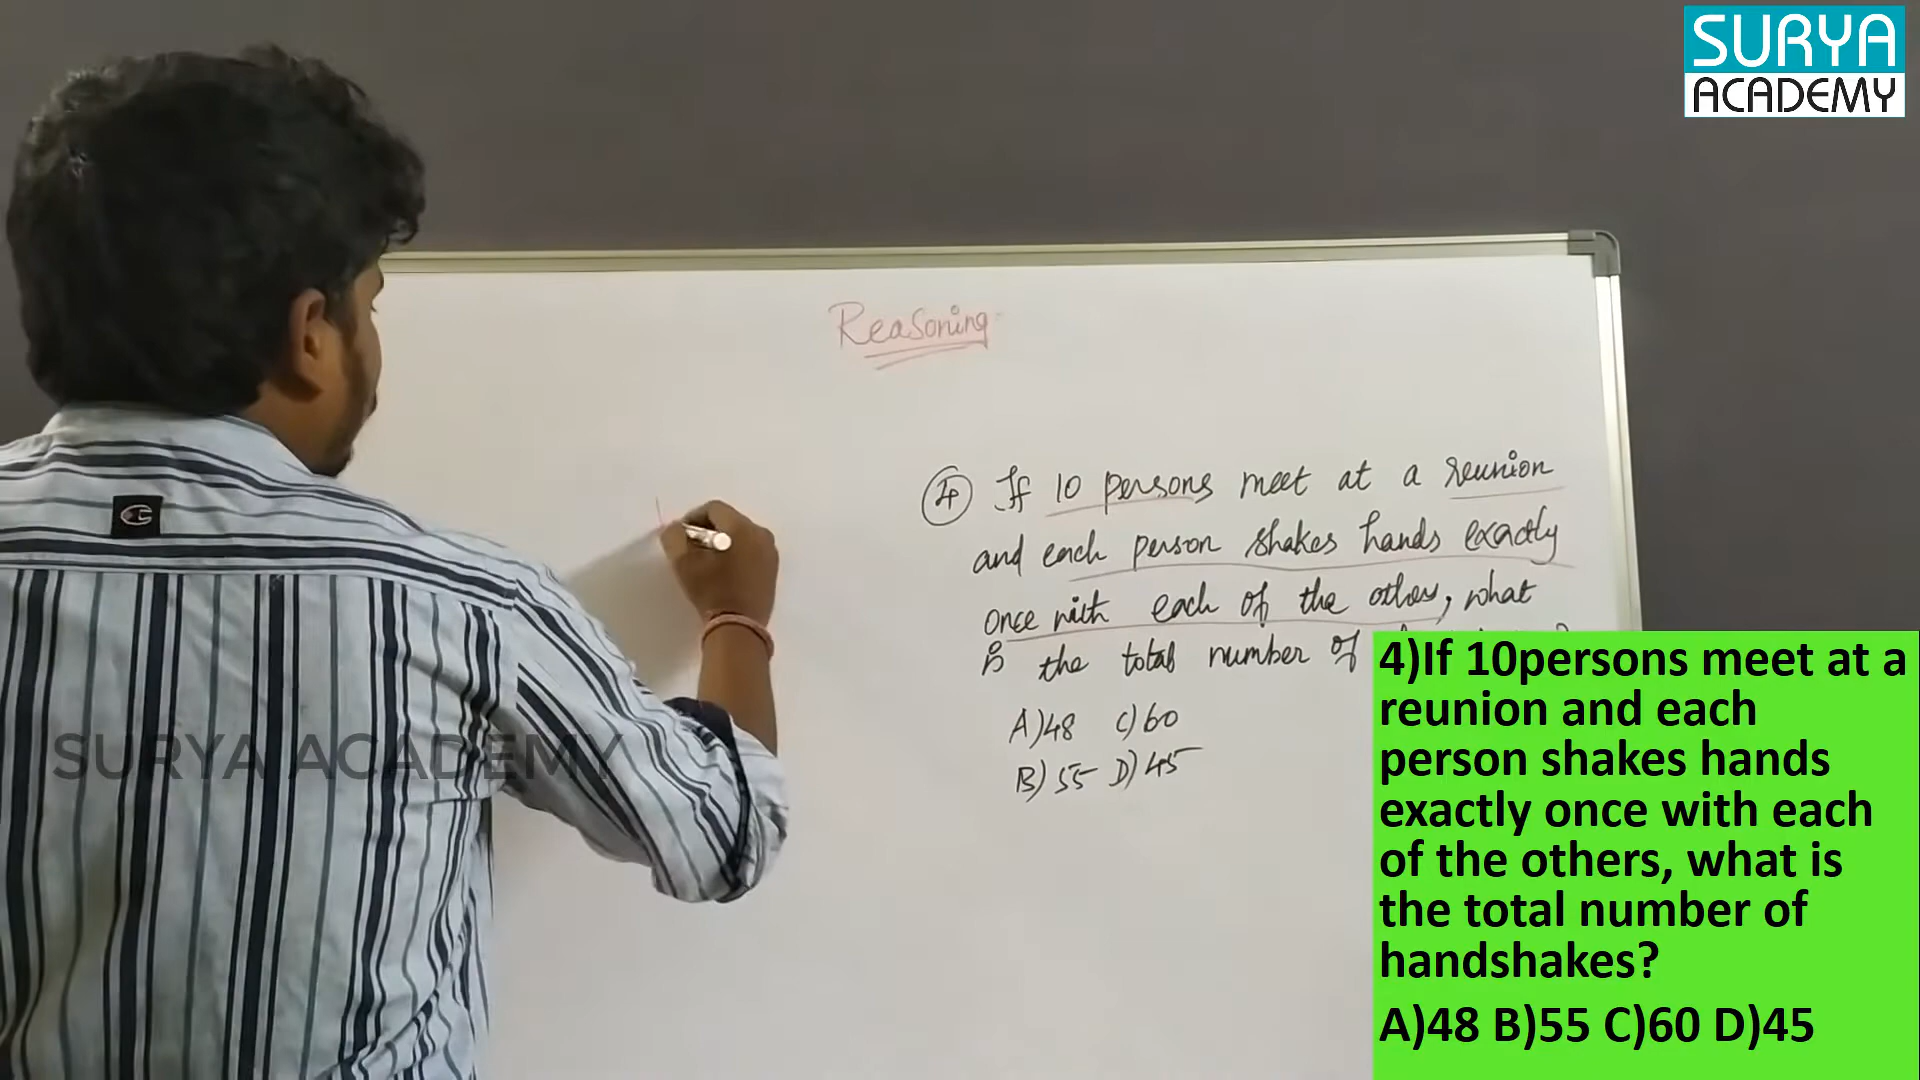 SURYA
ACADEMY
Reasoning
4 If 10 persons meet at a reunion
and each person shakes hands exactly
once with each of the others, what
is the total number of
A)48 C)60
B)55 D)45
SURYA ACADEMY
4)If 10persons meet at a
reunion and each
person shakes hands
exactly once with each
of the others, what is
the total number of
handshakes?
A)48 B)55 C)60 D)45